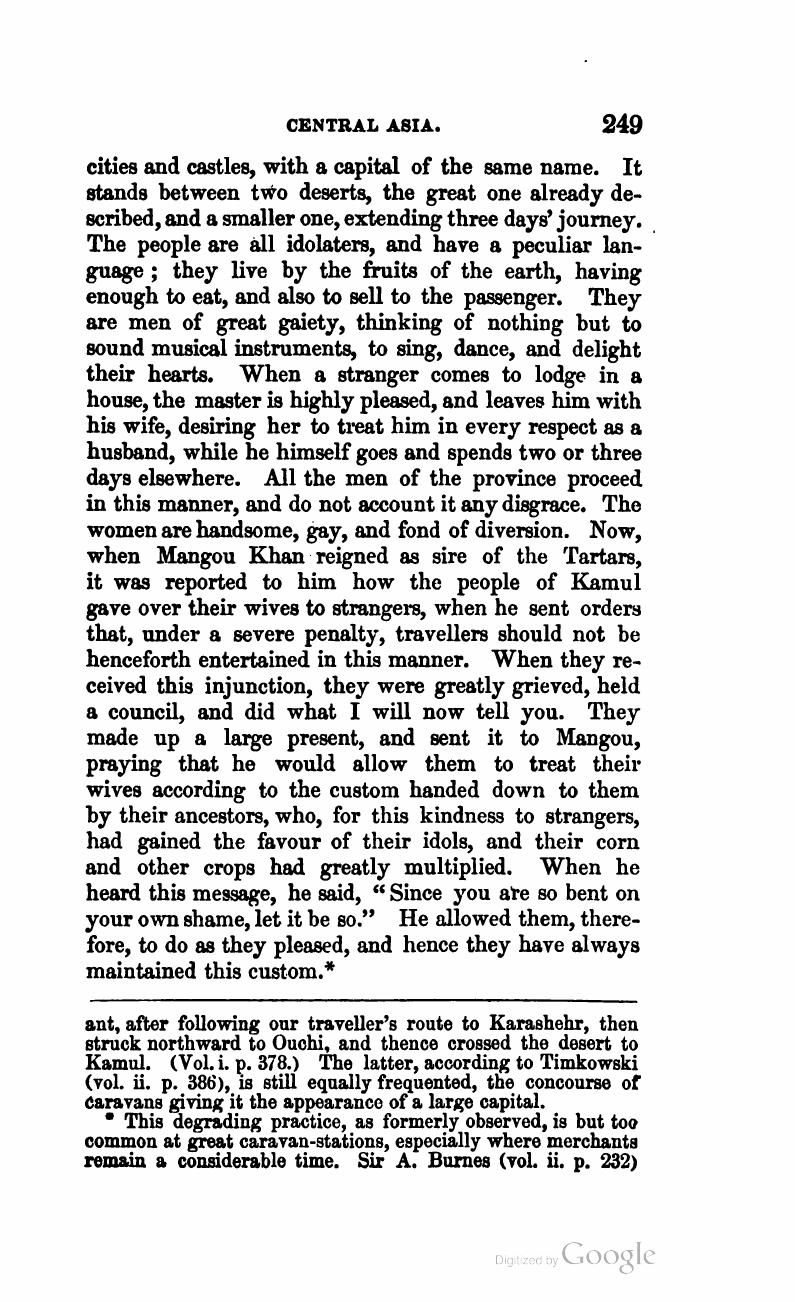 CENTRAL ASIA. 249
cities and castles, with a capital of the same name. It
stands between two deserts, the great one already de-
scribed, and a smaller one, extending three days' journey.
The people are all idolaters, and have a peculiar lan-
guage ; they live by the fruits of the earth, having
enough to eat, and also to sell to the passenger. They
are men of great gaiety, thinking of nothing but to
sound musical instruments, to sing, dance, and delight
their hearts. When a stranger comes to lodge in a
house, the master is highly pleased, and leaves him with
his wife, desiring her to treat him in every respect as a
husband, while he himself goes and spends two or three
days elsewhere. All the men of the province proceed
in this manner, and do not account it any disgrace. The
women are handsome, gay, and fond of diversion. Now,
when Mangou Khan reigned as sire of the Tartars,
it was reported to him how the people of Kamul
gave over their wives to strangers, when he sent orders
that, under a severe penalty, travellers should not be
henceforth entertained in this manner. When they re-
ceived this injunction, they were greatly grieved, held
a council, and did what I will now tell you. They
made up a large present, and sent it to Mangou,
praying that he would allow them to treat their
wives according to the custom handed down to them
by their ancestors, who, for this kindness to strangers,
had gained the favour of their idols, and their corn
and other crops had greatly multiplied. When he
heard this message, he said, “Since you are so bent on
your own shame, let it be so.” He allowed them, there-
fore, to do as they pleased, and hence they have always
maintained this custom.*
ant, after following our traveller's route to Karashehr, then
struck northward to Ouchi, and thence crossed the desert to
Kamul. (Vol. i. p. 378.) The latter, according to Timkowski
(vol. ii. p. 386), is still equally frequented, the concourse of
caravans giving it the appearance of a large capital.
* This degrading practice, as formerly observed, is but too
common at great caravan-stations, especially where merchants
remain a considerable time. Sir A. Burnes (vol. ii. p. 232)
Digitized by Google